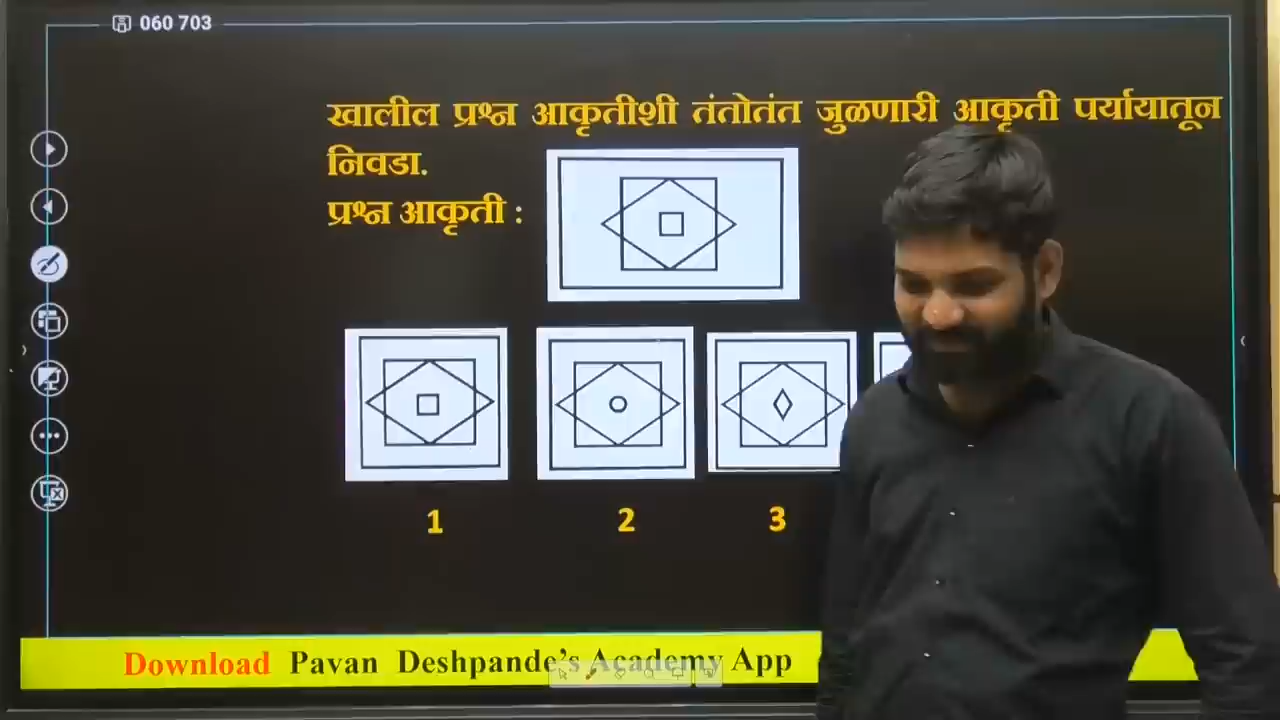 060 703
खालील प्रश्न आकृतीशी तंतोतंत जुळणारी आकृती पर्यायातून
निवडा.
प्रश्न आकृती :
1 2 3
Download Pavan Deshpande's Academy App